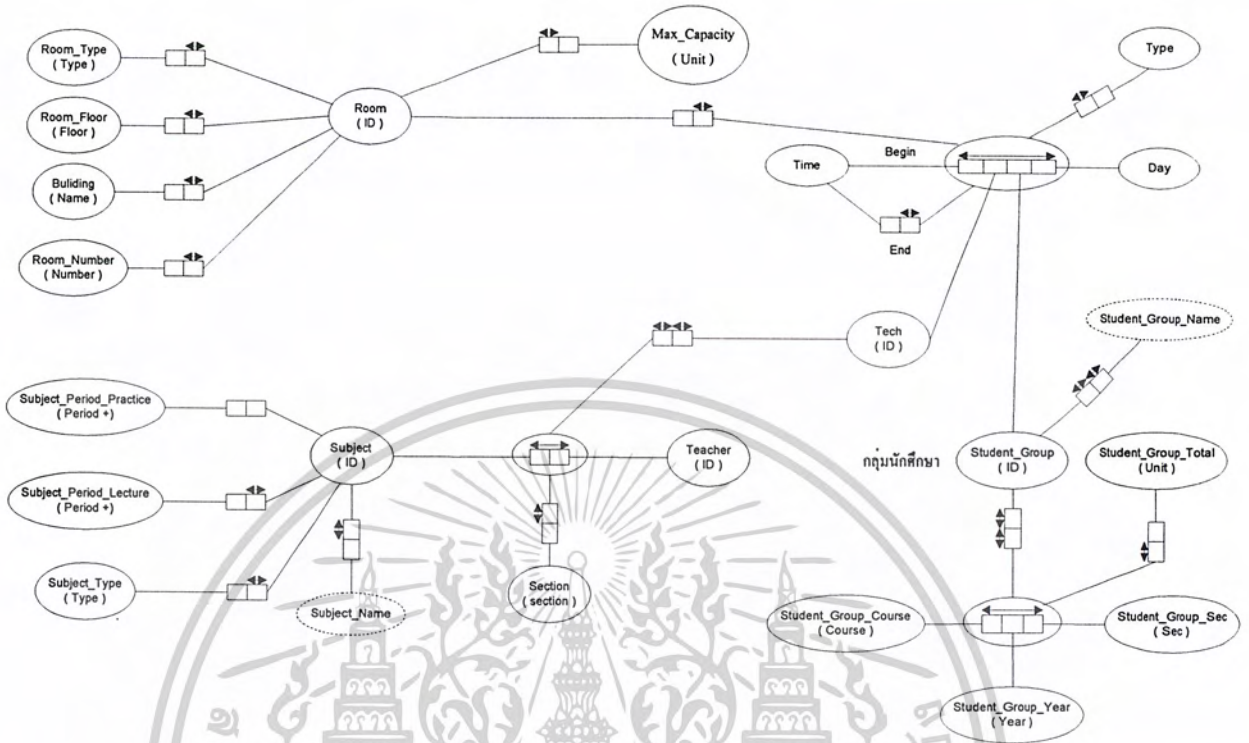 Room_Type
( Type )
Room_Floor
( Floor )
Buliding
( Name )
Room_Number
( Number )
Room
( ID )
Max_Capacity
( Unit )
Type
Time
Begin
Day
End
Tech
( ID )
Student_Group_Name
Subject_Period_Practice
( Period + )
Subject_Period_Lecture
( Period + )
Subject_Type
( Type )
Subject
( ID )
Subject_Name
Teacher
( ID )
Section
( section )
กลุ่มนักศึกษา
Student_Group
( ID )
Student_Group_Total
(Unit )
Student_Group_Course
( Course )
Student_Group_Sec
( Sec )
Student_Group_Year
( Year )